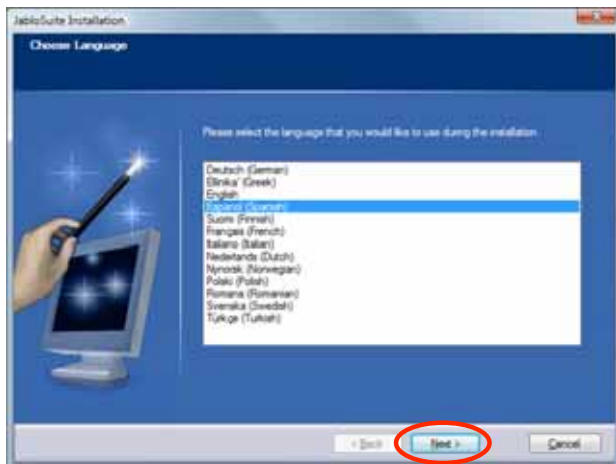 JabloSuite Installation
Choose Language
Please select the language that you would like to use during the installation
Deutsch (German)
Ellinika' (Greek)
English
Espanol (Spanish)
Suomi (Finnish)
Français (French)
Italiano (Italian)
Nederlands (Dutch)
Nynorsk (Norwegian)
Polski (Polish)
Romana (Romanian)
Svenska (Swedish)
Türkçe (Turkish)
< Back
Next >
Cancel